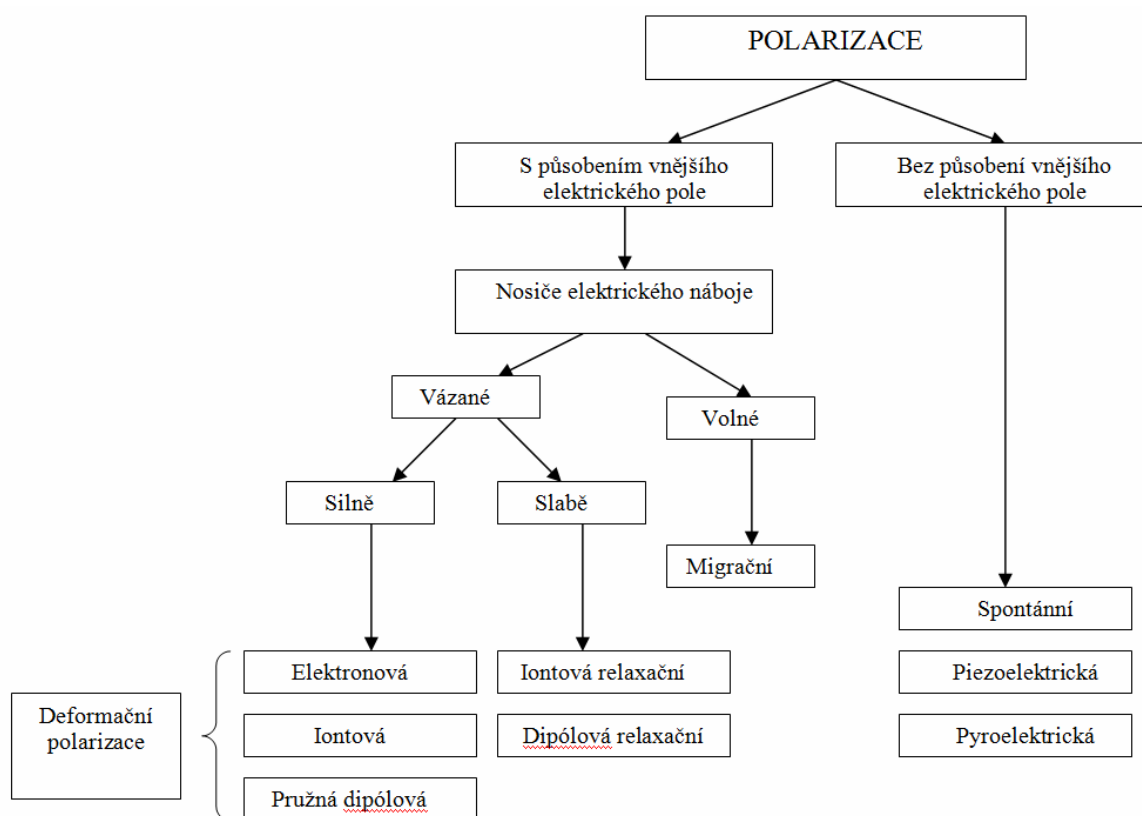 POLARIZACE
S působením vnějšího
elektrického pole
Bez působení vnějšího
elektrického pole
Nosiče elektrického náboje
Vázané
Volné
Silně
Slabě
Migrační
Spontánní
Elektronová
Iontová relaxační
Piezoelektrická
Deformační
polarizace
Iontová
Dipólová relaxační
Pyroelektrická
Pružná dipólová